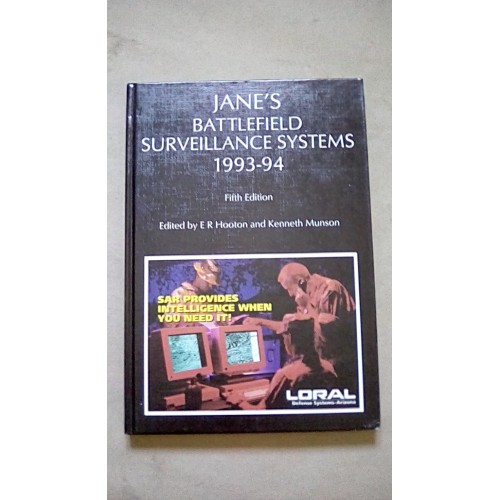 JANE'S
BATTLEFIELD
SURVEILLANCE SYSTEMS
1993-94
Fifth Edition
Edited by E R Hooton and Kenneth Munson
SAR PROVIDES
INTELLIGENCE WHEN
YOU NEED IT!
LORAL
Defense Systems-Arizona